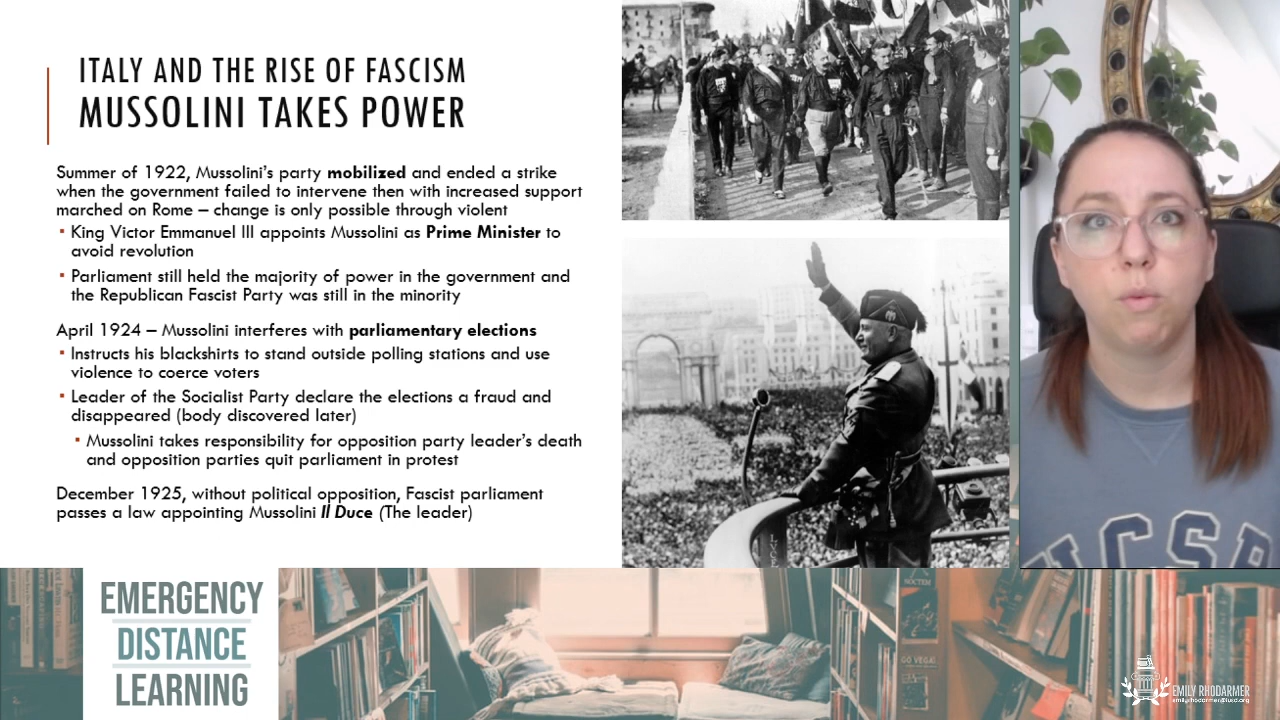 ITALY AND THE RISE OF FASCISM
MUSSOLINI TAKES POWER
Summer of 1922, Mussolini's party mobilized and ended a strike
when the government failed to intervene then with increased support
marched on Rome – change is only possible through violent
▪ King Victor Emmanuel III appoints Mussolini as Prime Minister to
avoid revolution
▪ Parliament still held the majority of power in the government and
the Republican Fascist Party was still in the minority
April 1924 – Mussolini interferes with parliamentary elections
▪ Instructs his blackshirts to stand outside polling stations and use
violence to coerce voters
▪ Leader of the Socialist Party declare the elections a fraud and
disappeared (body discovered later)
▪ Mussolini takes responsibility for opposition party leader's death
and opposition parties quit parliament in protest
December 1925, without political opposition, Fascist parliament
passes a law appointing Mussolini Il Duce (The leader)
UCSB
EMERGENCY
DISTANCE
LEARNING
GO VEGAN
EMILY RHODARMER